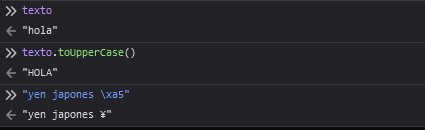 » texto
← "hola"
» texto.toUpperCase()
← "HOLA"
» "yen japones \xa5"
← "yen japones ¥"